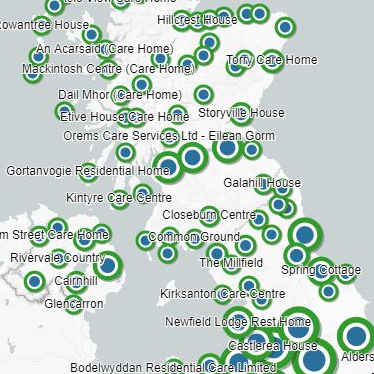 Hillcrest House
An Acarsaid (Care Home)
Torry Care Home
Mackintosh Centre (Care Home)
Dail Mhor (Care Home)
Storyville House
Etive House Care Home
Orems Care Services Ltd - Eilean Gorm
Gortanvogie Residential Home
Galahill House
Kintyre Care Centre
Closeburn Centre
m Street Care Home
Common Ground
Rivervale Country
The Millfield
Spring Cottage
Cairnhill
Kirksanton Care Centre
Glencarron
Newfield Lodge Rest Home
Castlerea House
Alders
Bodelwyddan Residential Care Limited